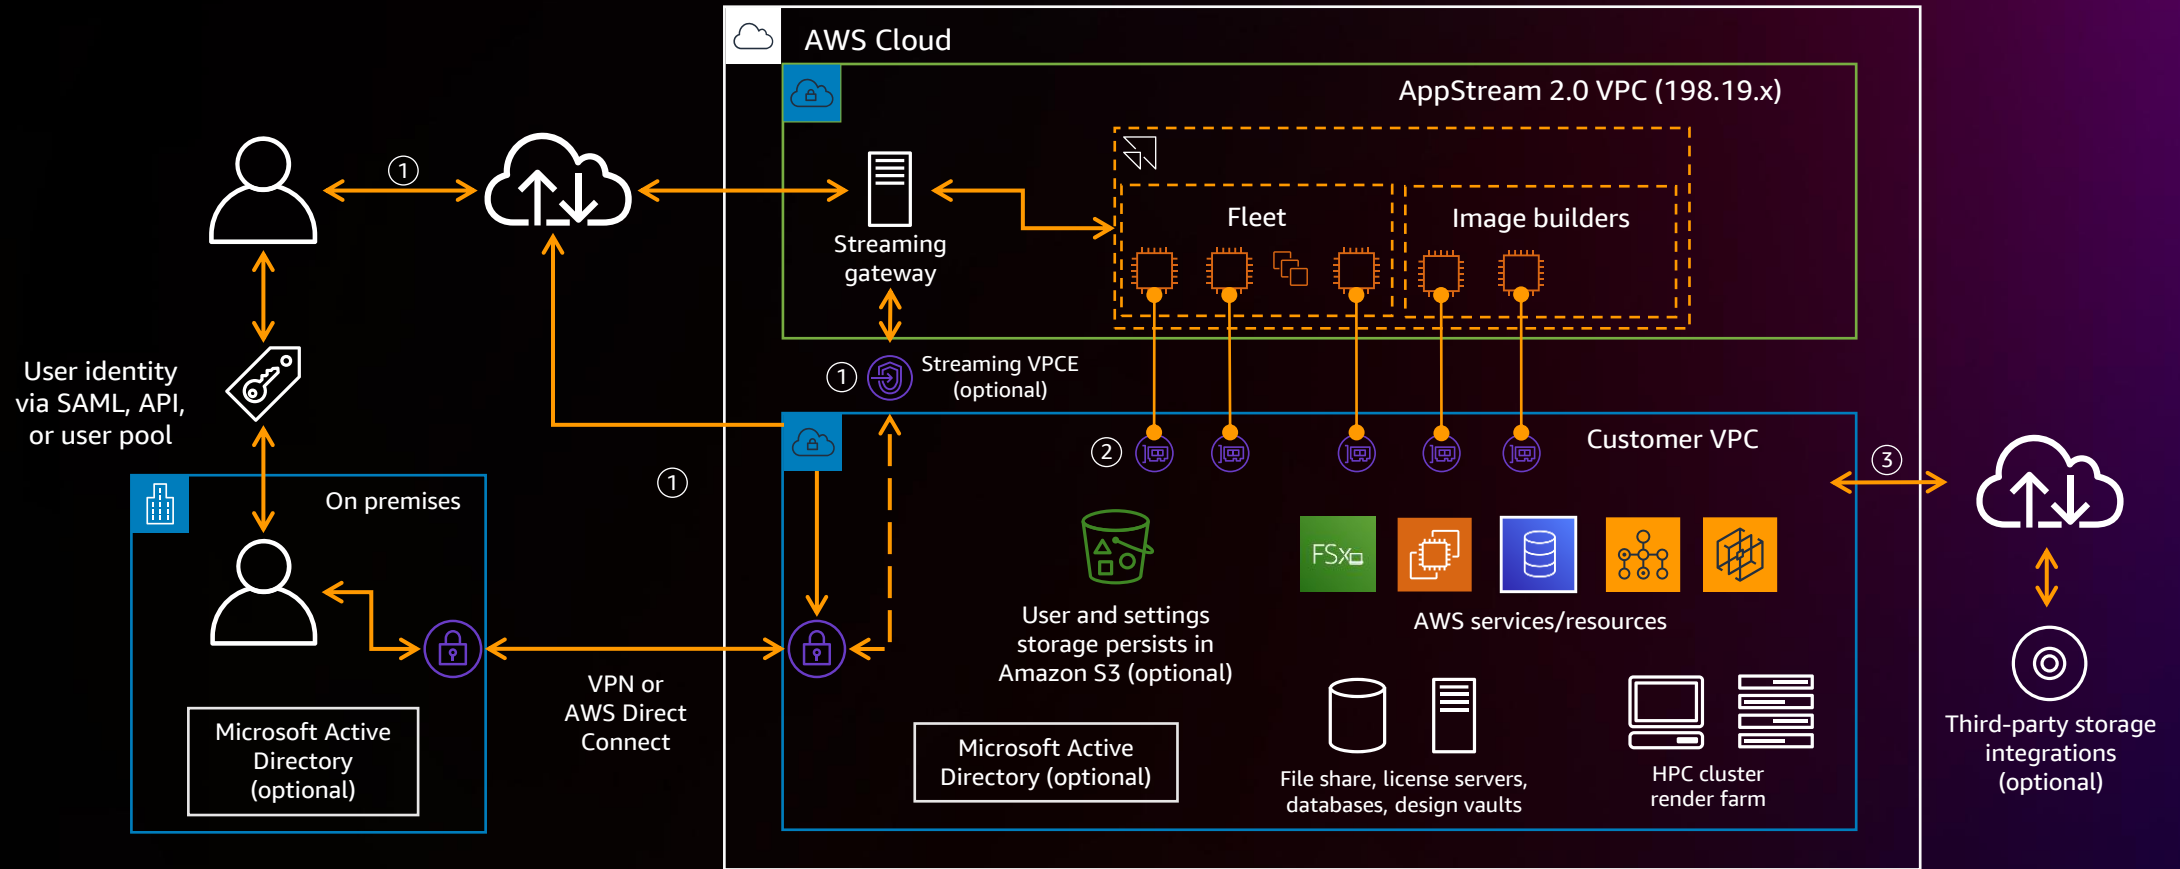 AWS Cloud
AppStream 2.0 VPC (198.19.x)
①
Streaming
gateway
Fleet
Image builders
User identity
via SAML, API,
or user pool
①
Streaming VPCE
(optional)
On premises
①
②
Customer VPC
③
FSx
User and settings
storage persists in
Amazon S3 (optional)
AWS services/resources
VPN or
AWS Direct
Connect
Microsoft Active
Directory
(optional)
Microsoft Active
Directory (optional)
File share, license servers,
databases, design vaults
HPC cluster
render farm
Third-party storage
integrations
(optional)